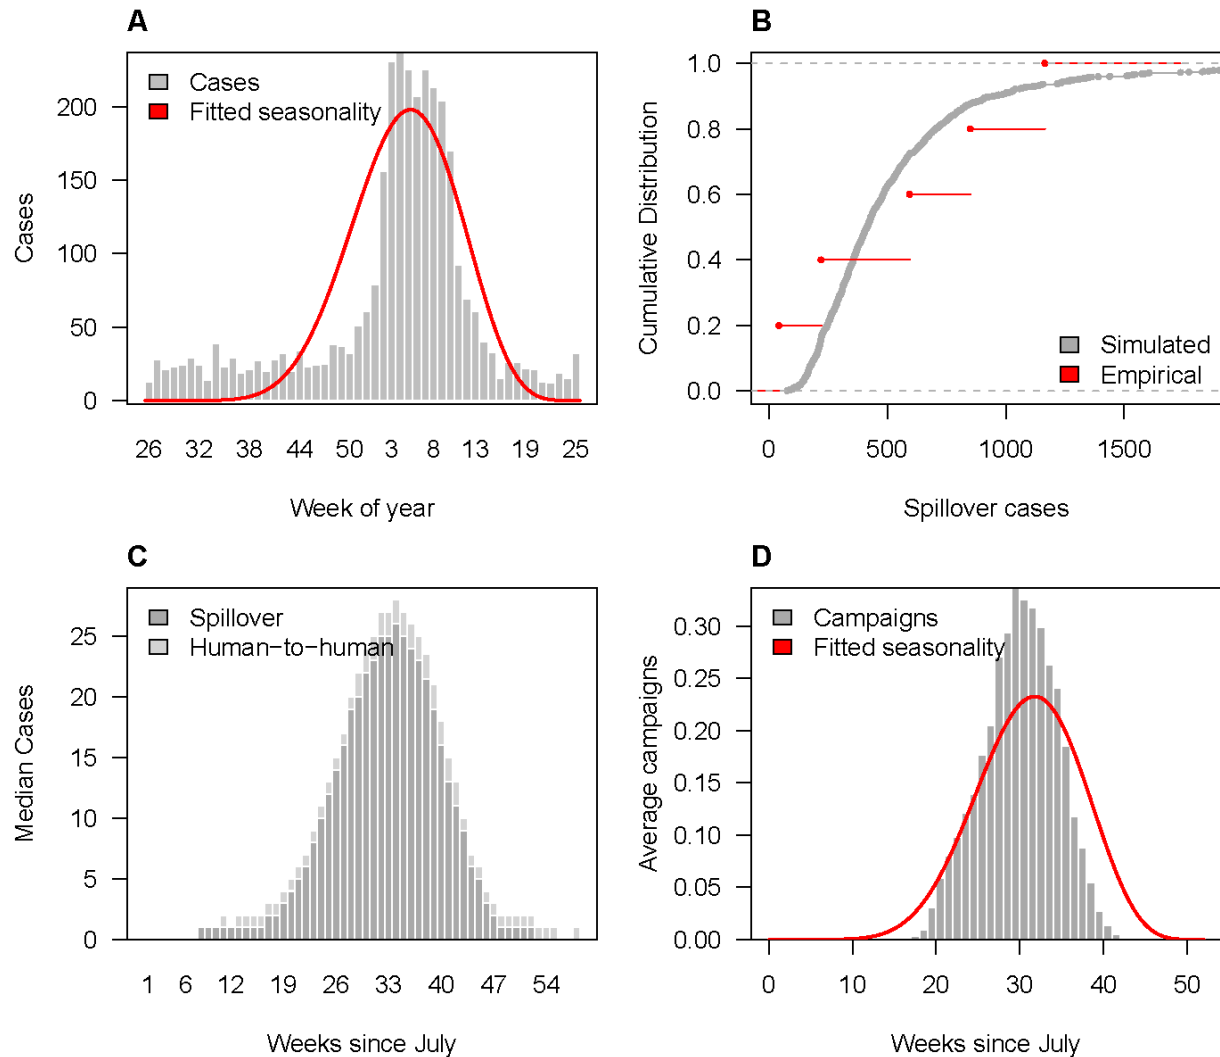 A
Cases
Fitted seasonality
200
150
100
50
0
Cases
26 32 38 44 50 3 8 13 19 25
Week of year
B
1.0
0.8
0.6
0.4
0.2
0.0
Cumulative Distribution
Simulated
Empirical
0 500 1000 1500
Spillover cases
C
Spillover
Human−to−human
25
20
15
10
5
0
Median Cases
1 6 12 19 26 33 40 47 54
Weeks since July
D
Campaigns
Fitted seasonality
0.30
0.25
0.20
0.15
0.10
0.05
0.00
Average campaigns
0 10 20 30 40 50
Weeks since July